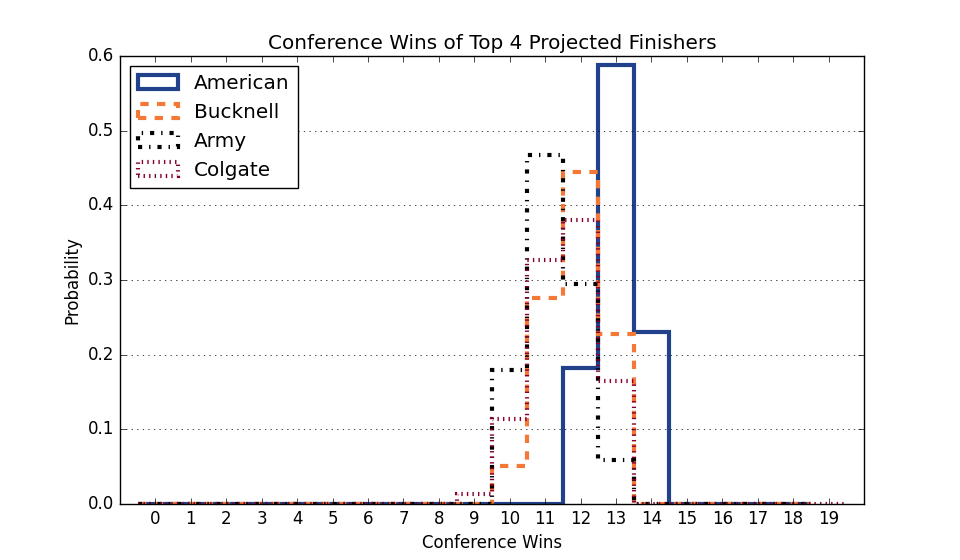 Conference Wins of Top 4 Projected Finishers
0.6
0.5
0.4
0.3
0.2
0.1
0.0
Probability
American
Bucknell
Army
Colgate
0 1 2 3 4 5 6 7 8 9 10 11 12 13 14 15 16 17 18 19
Conference Wins